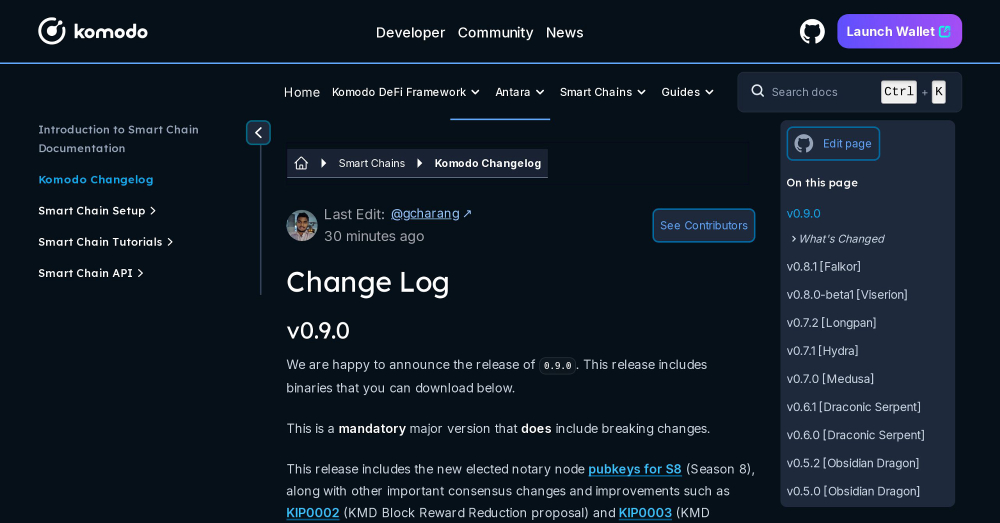 komodo
Developer Community News
Launch Wallet
Home Komodo DeFi Framework Antara Smart Chains Guides
Search docs Ctrl + K
Introduction to Smart Chain
Documentation
Komodo Changelog
Smart Chain Setup
Smart Chain Tutorials
Smart Chain API
Smart Chains Komodo Changelog
Last Edit: @gcharang ↗
30 minutes ago
See Contributors
Change Log
v0.9.0
We are happy to announce the release of 0.9.0. This release includes
binaries that you can download below.
This is a mandatory major version that does include breaking changes.
This release includes the new elected notary node pubkeys for S8 (Season 8),
along with other important consensus changes and improvements such as
KIP0002 (KMD Block Reward Reduction proposal) and KIP0003 (KMD
Edit page
On this page
v0.9.0
What's Changed
v0.8.1 [Falkor]
v0.8.0-beta1 [Viserion]
v0.7.2 [Longpan]
v0.7.1 [Hydra]
v0.7.0 [Medusa]
v0.6.1 [Draconic Serpent]
v0.6.0 [Draconic Serpent]
v0.5.2 [Obsidian Dragon]
v0.5.0 [Obsidian Dragon]